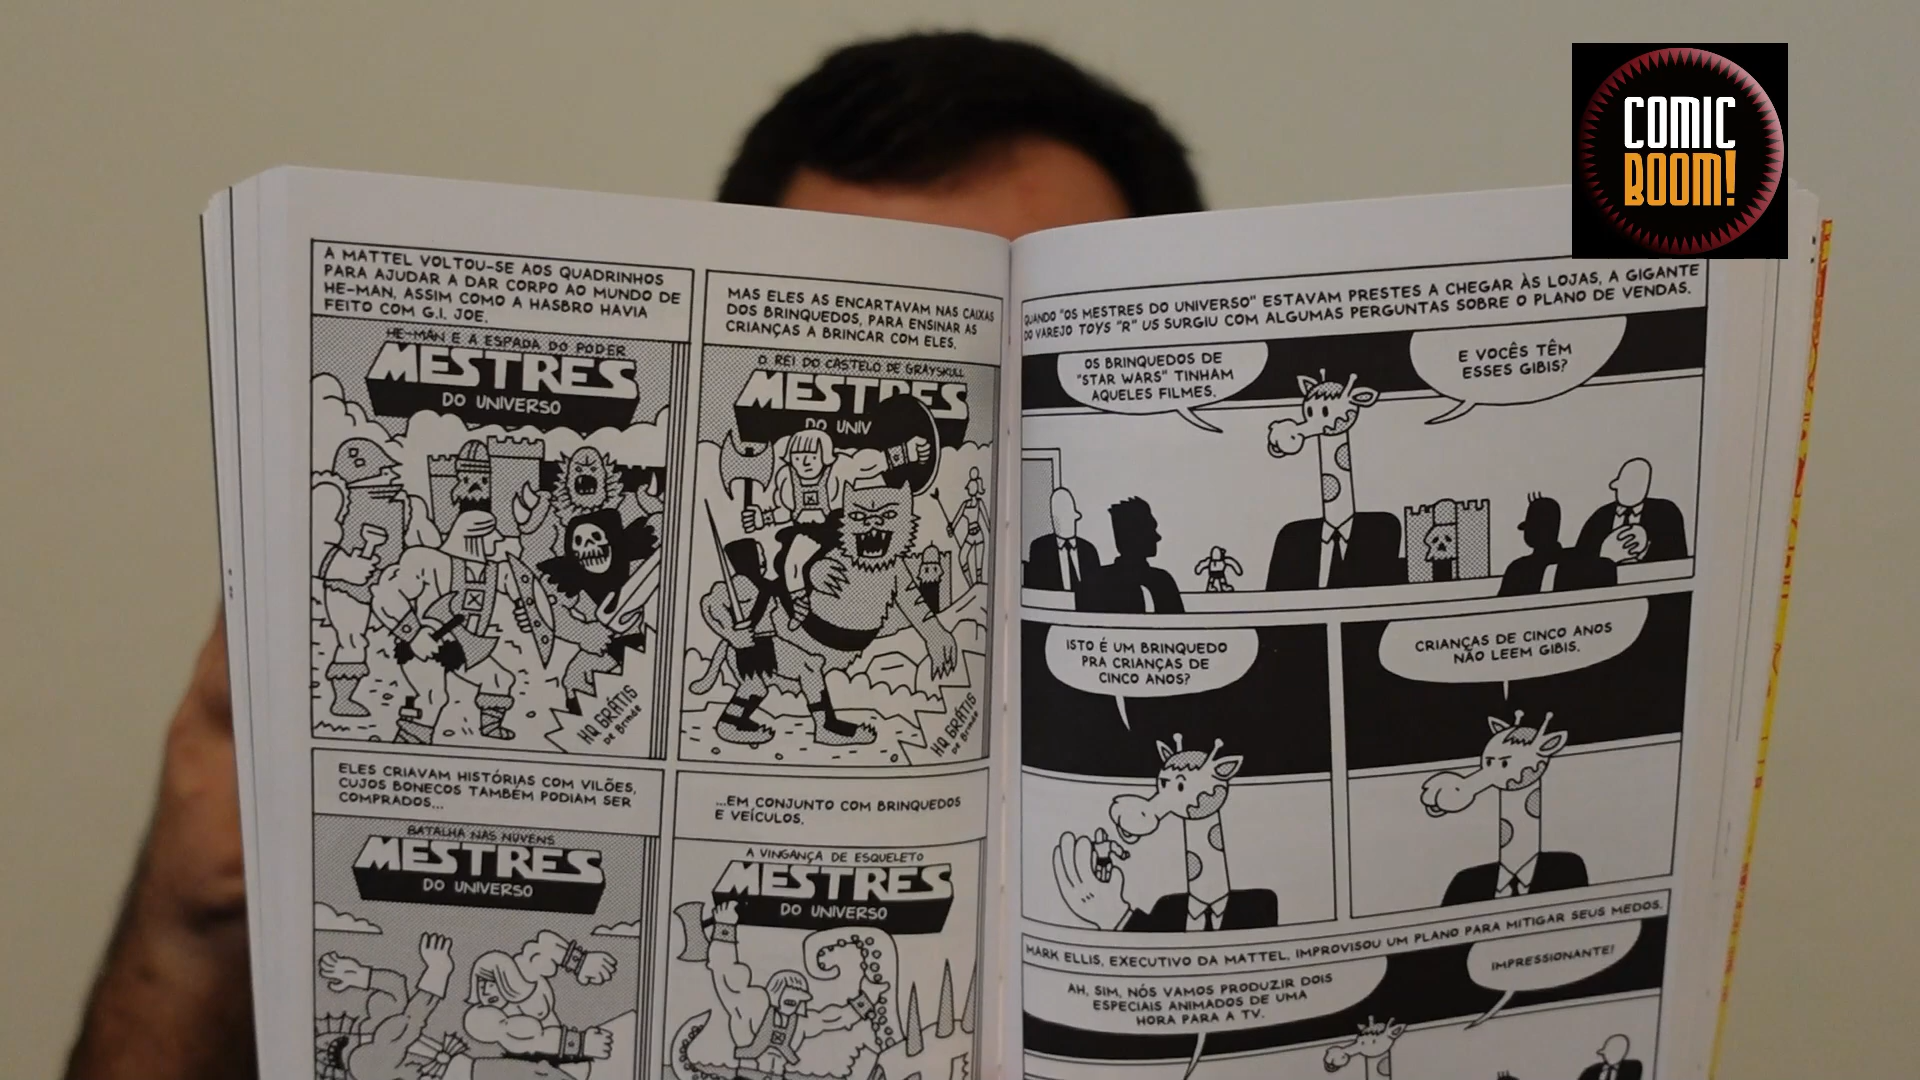 COMIC
BOOM!
A MATTEL VOLTOU-SE AOS QUADRINHOS
PARA AJUDAR A DAR CORPO AO MUNDO DE
HE-MAN, ASSIM COMO A HASBRO HAVIA
FEITO COM G.I. JOE.
HE-MAN E A ESPADA DO PODER
MESTRES
DO UNIVERSO
HQ GRÁTIS
de Brinde
MAS ELES AS ENCARTAVAM NAS CAIXAS
DOS BRINQUEDOS, PARA ENSINAR AS
CRIANÇAS A BRINCAR COM ELES.
O REI DO CASTELO DE GRAYSKULL
MESTRES
DO UNIV
HQ GRÁTIS
de Brinde
ELES CRIAVAM HISTÓRIAS COM VILÕES,
CUJOS BONECOS TAMBÉM PODIAM SER
COMPRADOS...
BATALHA NAS NUVENS
MESTRES
DO UNIVERSO
...EM CONJUNTO COM BRINQUEDOS
E VEÍCULOS.
A VINGANÇA DE ESQUELETO
MESTRES
DO UNIVERSO
QUANDO "OS MESTRES DO UNIVERSO" ESTAVAM PRESTES A CHEGAR ÀS LOJAS, A GIGANTE
DO VAREJO TOYS "R" US SURGIU COM ALGUMAS PERGUNTAS SOBRE O PLANO DE VENDAS.
OS BRINQUEDOS DE
"STAR WARS" TINHAM
AQUELES FILMES.
E VOCÊS TÊM
ESSES GIBIS?
ISTO É UM BRINQUEDO
PRA CRIANÇAS DE
CINCO ANOS?
CRIANÇAS DE CINCO ANOS
NÃO LEEM GIBIS.
MARK ELLIS, EXECUTIVO DA MATTEL, IMPROVISOU UM PLANO PARA MITIGAR SEUS MEDOS.
AH, SIM, NÓS VAMOS PRODUZIR DOIS
ESPECIAIS ANIMADOS DE UMA
HORA PARA A TV.
IMPRESSIONANTE!